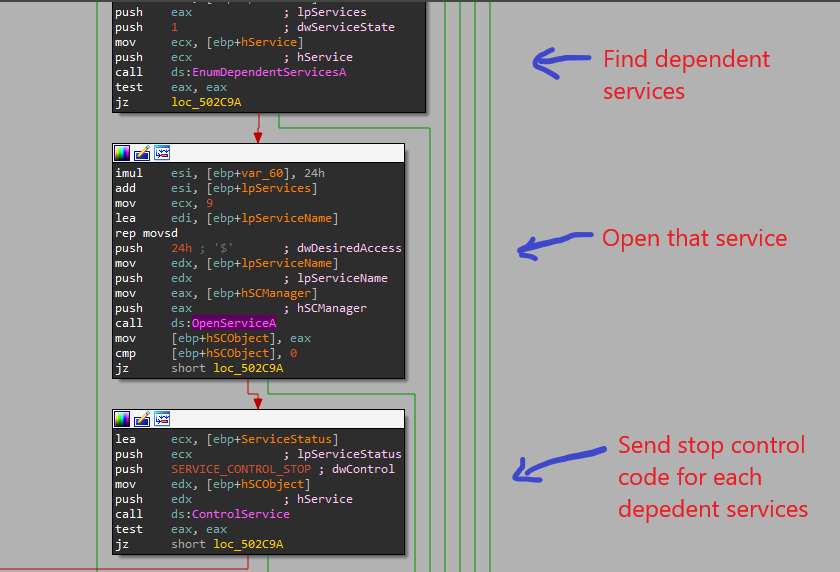 push eax ; lpServices
push 1 ; dwServiceState
mov ecx, [ebp+hService]
push ecx ; hService
call ds:EnumDependentServicesA
test eax, eax
jz loc_502C9A
Find dependent
services
imul esi, [ebp+var_60], 24h
add esi, [ebp+lpServices]
mov ecx, 9
lea edi, [ebp+lpServiceName]
rep movsd
push 24h ; '$' ; dwDesiredAccess
mov edx, [ebp+lpServiceName]
push edx ; lpServiceName
mov eax, [ebp+hSCManager]
push eax ; hSCManager
call ds:OpenServiceA
mov [ebp+hSCObject], eax
cmp [ebp+hSCObject], 0
jz short loc_502C9A
Open that service
lea ecx, [ebp+ServiceStatus]
push ecx ; lpServiceStatus
push SERVICE_CONTROL_STOP ; dwControl
mov edx, [ebp+hSCObject]
push edx ; hService
call ds:ControlService
test eax, eax
jz short loc_502C9A
Send stop control
code for each
depedent services